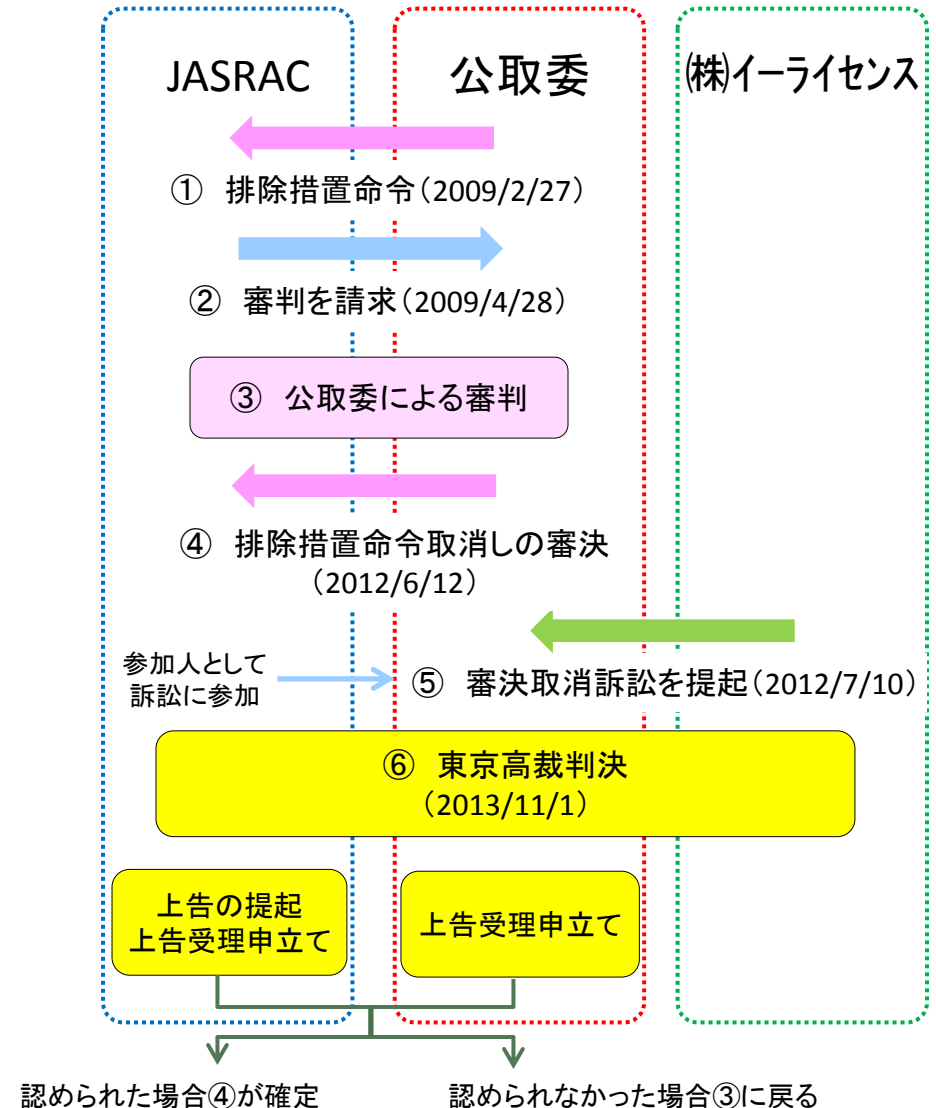 JASRAC
公取委
㈱イーライセンス
① 排除措置命令(2009/2/27)
② 審判を請求(2009/4/28)
③ 公取委による審判
④ 排除措置命令取消しの審決
(2012/6/12)
参加人として
訴訟に参加
⑤ 審決取消訴訟を提起(2012/7/10)
⑥ 東京高裁判決
(2013/11/1)
上告の提起
上告受理申立て
上告受理申立て
認められた場合④が確定
認められなかった場合③に戻る